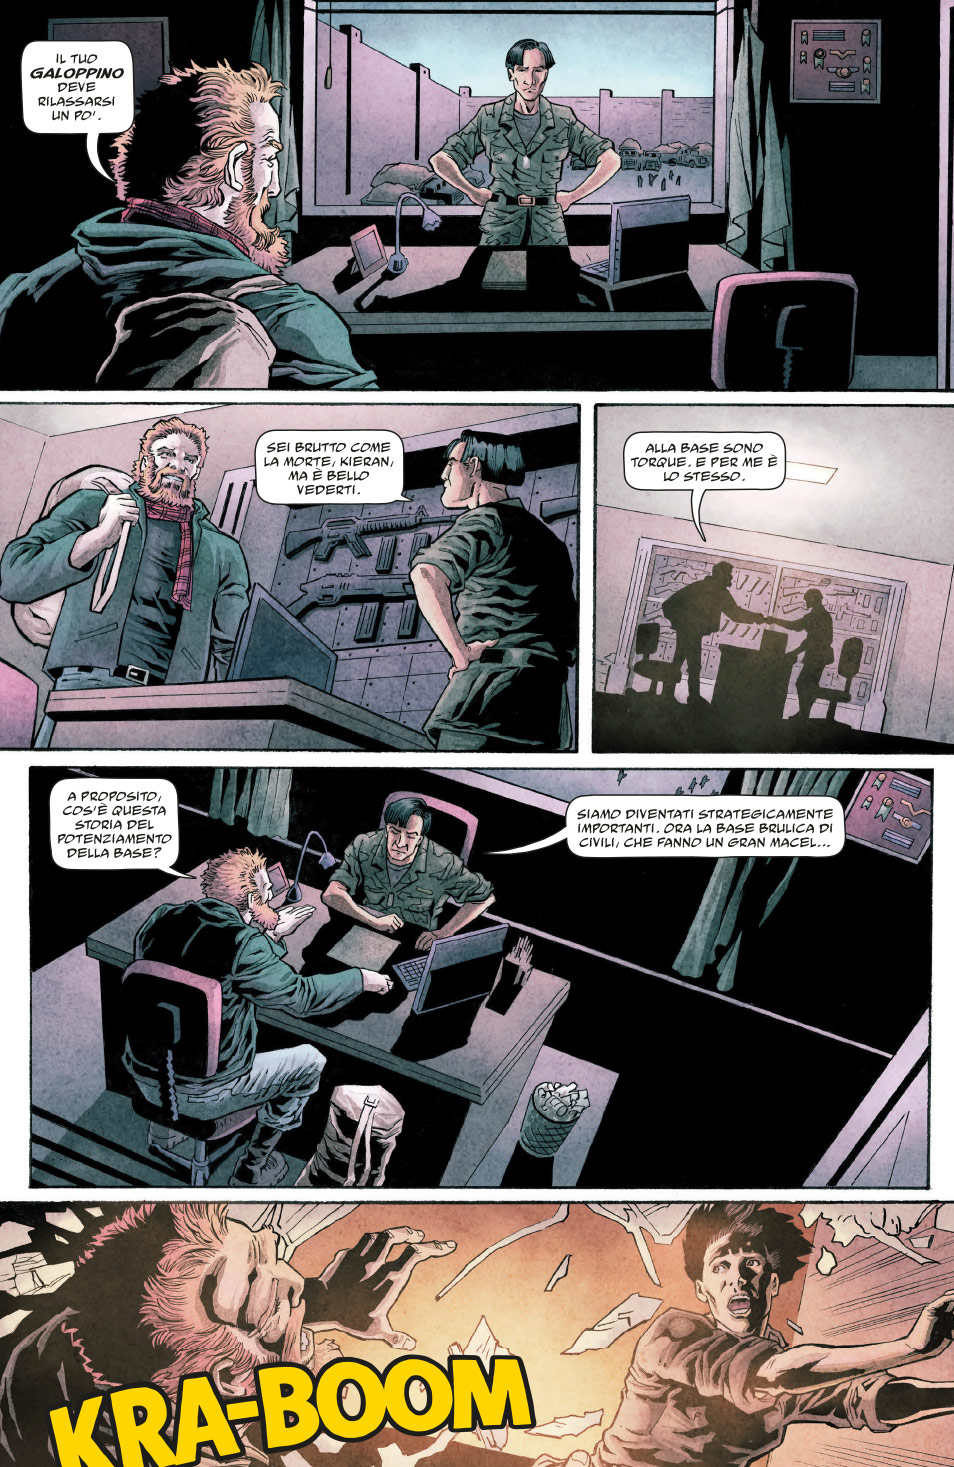 IL TUO
GALOPPINO
DEVE
RILASSARSI
UN PO'.
SEI BRUTTO COME
LA MORTE, KIERAN,
MA È BELLO
VEDERTI.
ALLA BASE SONO
TORQUE. E PER ME È
LO STESSO.
A PROPOSITO,
COS'È QUESTA
STORIA DEL
POTENZIAMENTO
DELLA BASE?
SIAMO DIVENTATI STRATEGICAMENTE
IMPORTANTI. ORA LA BASE BRULICA DI
CIVILI, CHE FANNO UN GRAN MACEL...
KRA-BOOM